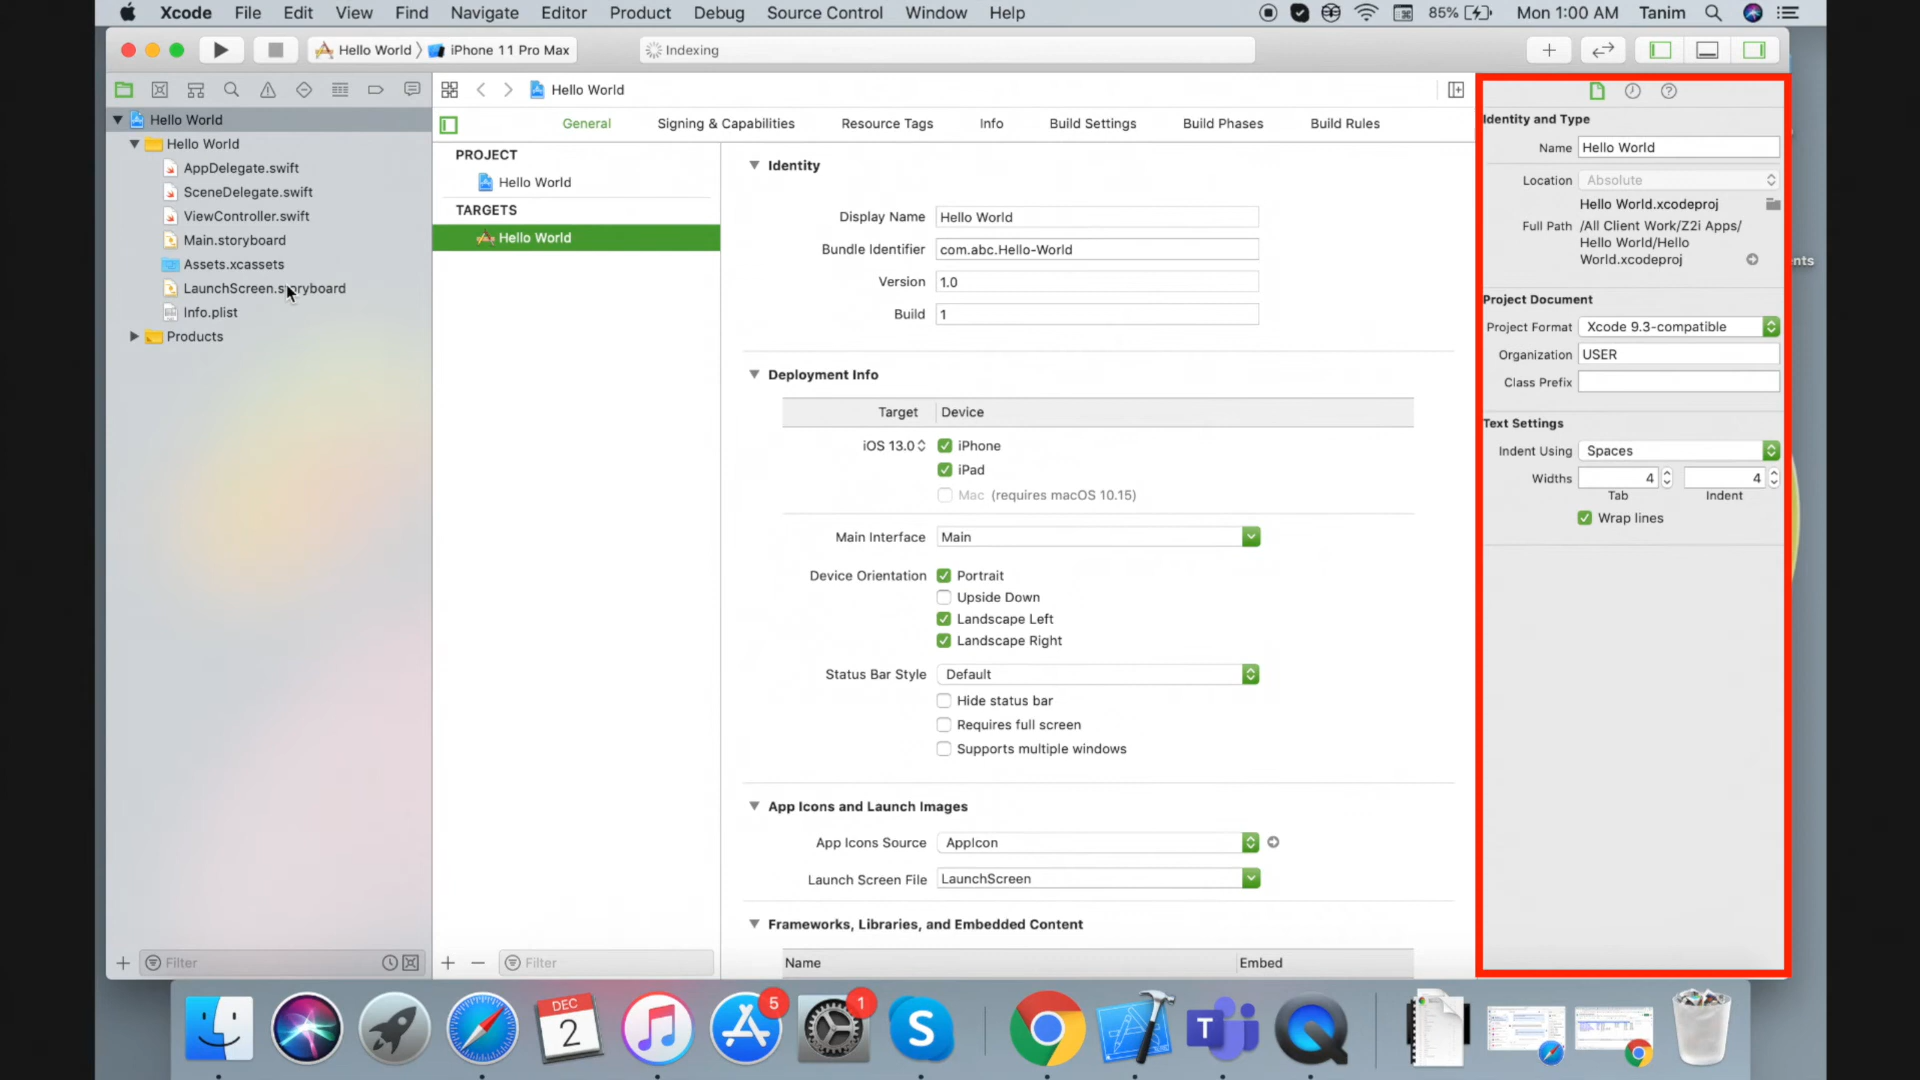 Xcode File Edit View Find Navigate Editor Product Debug Source Control Window Help 85% Mon 1:00 AM Tanim
Hello World iPhone 11 Pro Max Indexing
Hello World
General Signing & Capabilities Resource Tags Info Build Settings Build Phases Build Rules
Hello World
Hello World
AppDelegate.swift
SceneDelegate.swift
ViewController.swift
Main.storyboard
Assets.xcassets
LaunchScreen.storyboard
Info.plist
Products
Filter
PROJECT
Hello World
TARGETS
Hello World
Filter
Identity
Display Name Hello World
Bundle Identifier com.abc.Hello-World
Version 1.0
Build 1
Deployment Info
Target Device
iOS 13.0 iPhone
iPad
Mac (requires macOS 10.15)
Main Interface Main
Device Orientation Portrait
Upside Down
Landscape Left
Landscape Right
Status Bar Style Default
Hide status bar
Requires full screen
Supports multiple windows
App Icons and Launch Images
App Icons Source AppIcon
Launch Screen File LaunchScreen
Frameworks, Libraries, and Embedded Content
Name Embed
Identity and Type
Name Hello World
Location Absolute
Hello World.xcodeproj
Full Path /All Client Work/Z2i Apps/
Hello World/Hello
World.xcodeproj
Project Document
Project Format Xcode 9.3-compatible
Organization USER
Class Prefix
Text Settings
Indent Using Spaces
Widths 4 4
Tab Indent
Wrap lines
nts
DEC
2
5
1
S
T